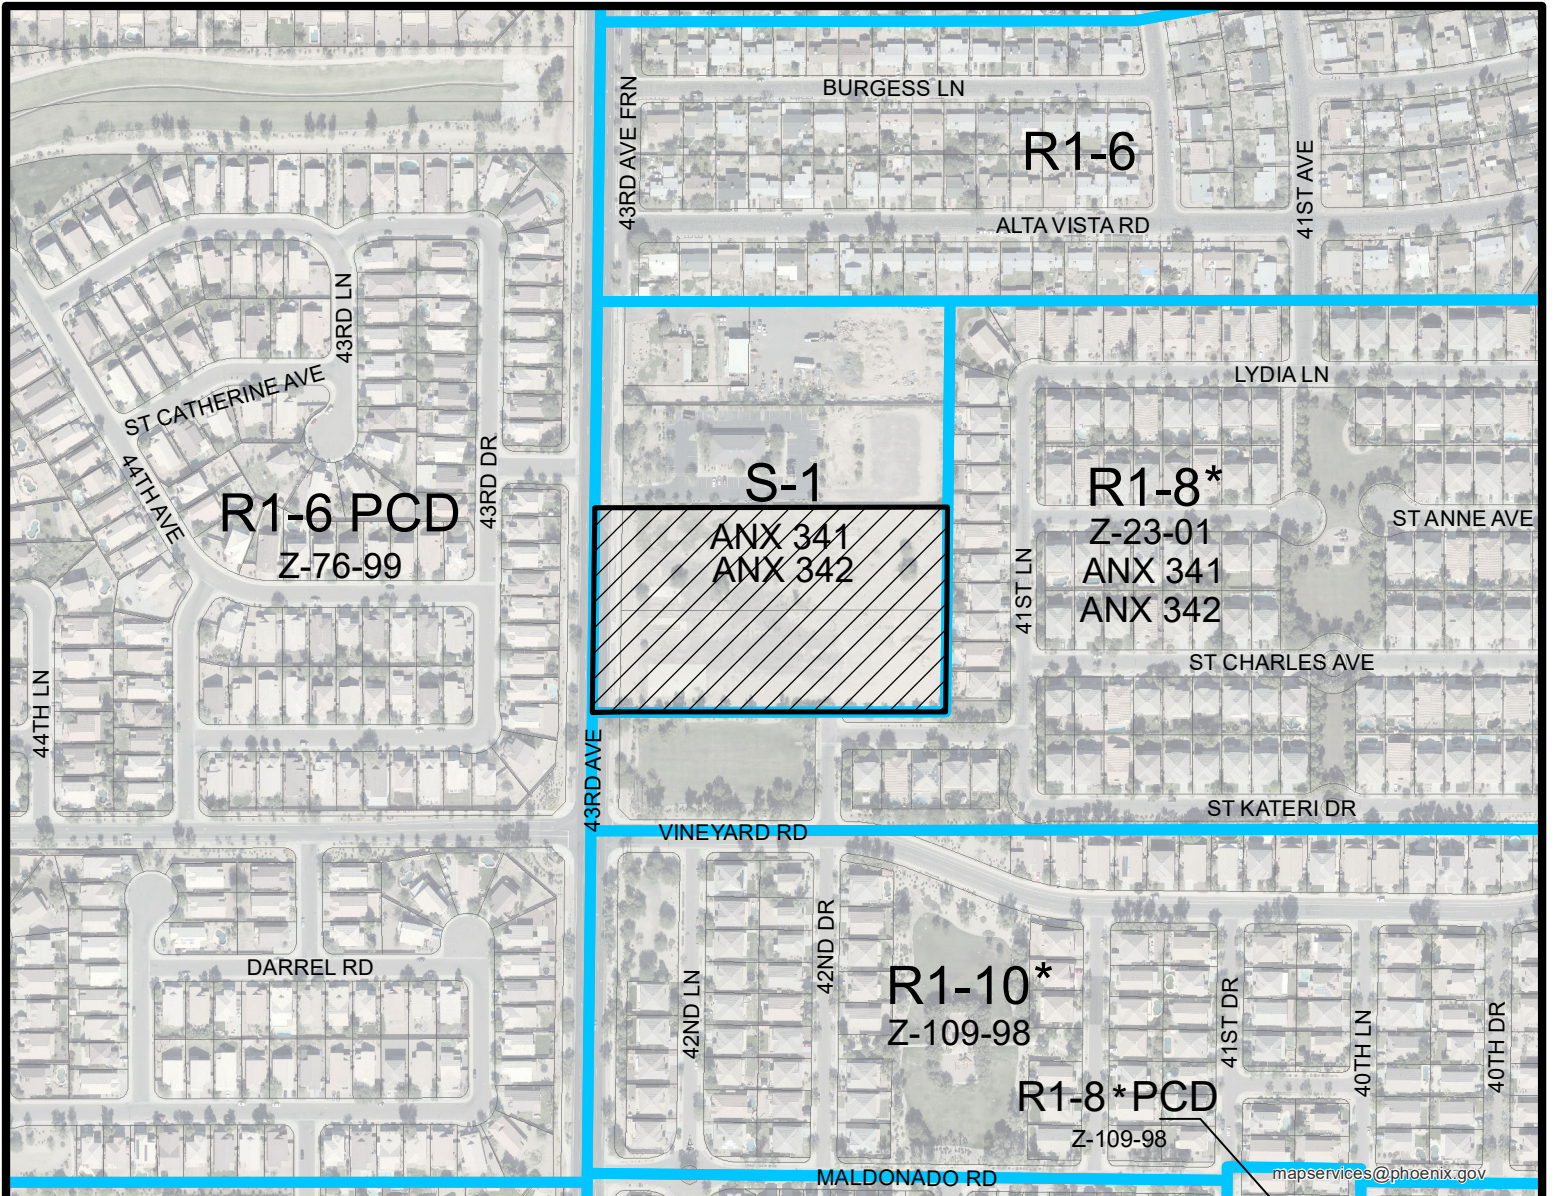 BURGESS LN
43RD AVE FRN
R1-6
41ST AVE
ALTA VISTA RD
43RD LN
ST CATHERINE AVE
LYDIA LN
44TH AVE
43RD DR
R1-6 PCD
Z-76-99
S-1
ANX 341
ANX 342
R1-8*
Z-23-01
ANX 341
ANX 342
ST ANNE AVE
41ST LN
ST CHARLES AVE
44TH LN
43RD AVE
ST KATERI DR
VINEYARD RD
DARREL RD
42ND LN
42ND DR
R1-10*
Z-109-98
41ST DR
40TH LN
40TH DR
R1-8*PCD
Z-109-98
MALDONADO RD
mapservices@phoenix.gov